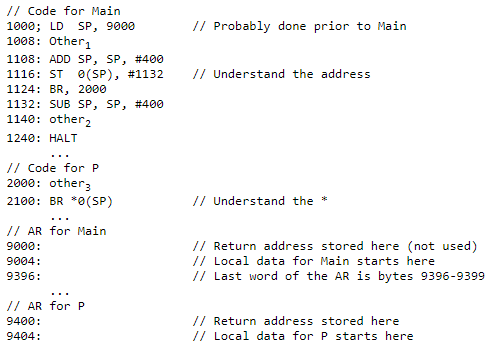 // Code for Main
1000; LD  SP, 9000        // Probably done prior to Main
1008: Other₁
1108: ADD SP, SP, #400
1116: ST  0(SP), #1132    // Understand the address
1124: BR, 2000
1132: SUB SP, SP, #400
1140: other₂
1240: HALT
      ...
// Code for P
2000: other₃
2100: BR *0(SP)           // Understand the *
      ...
// AR for Main
9000:                     // Return address stored here (not used)
9004:                     // Local data for Main starts here
9396:                     // Last word of the AR is bytes 9396-9399
      ...
// AR for P
9400:                     // Return address stored here
9404:                     // Local data for P starts here